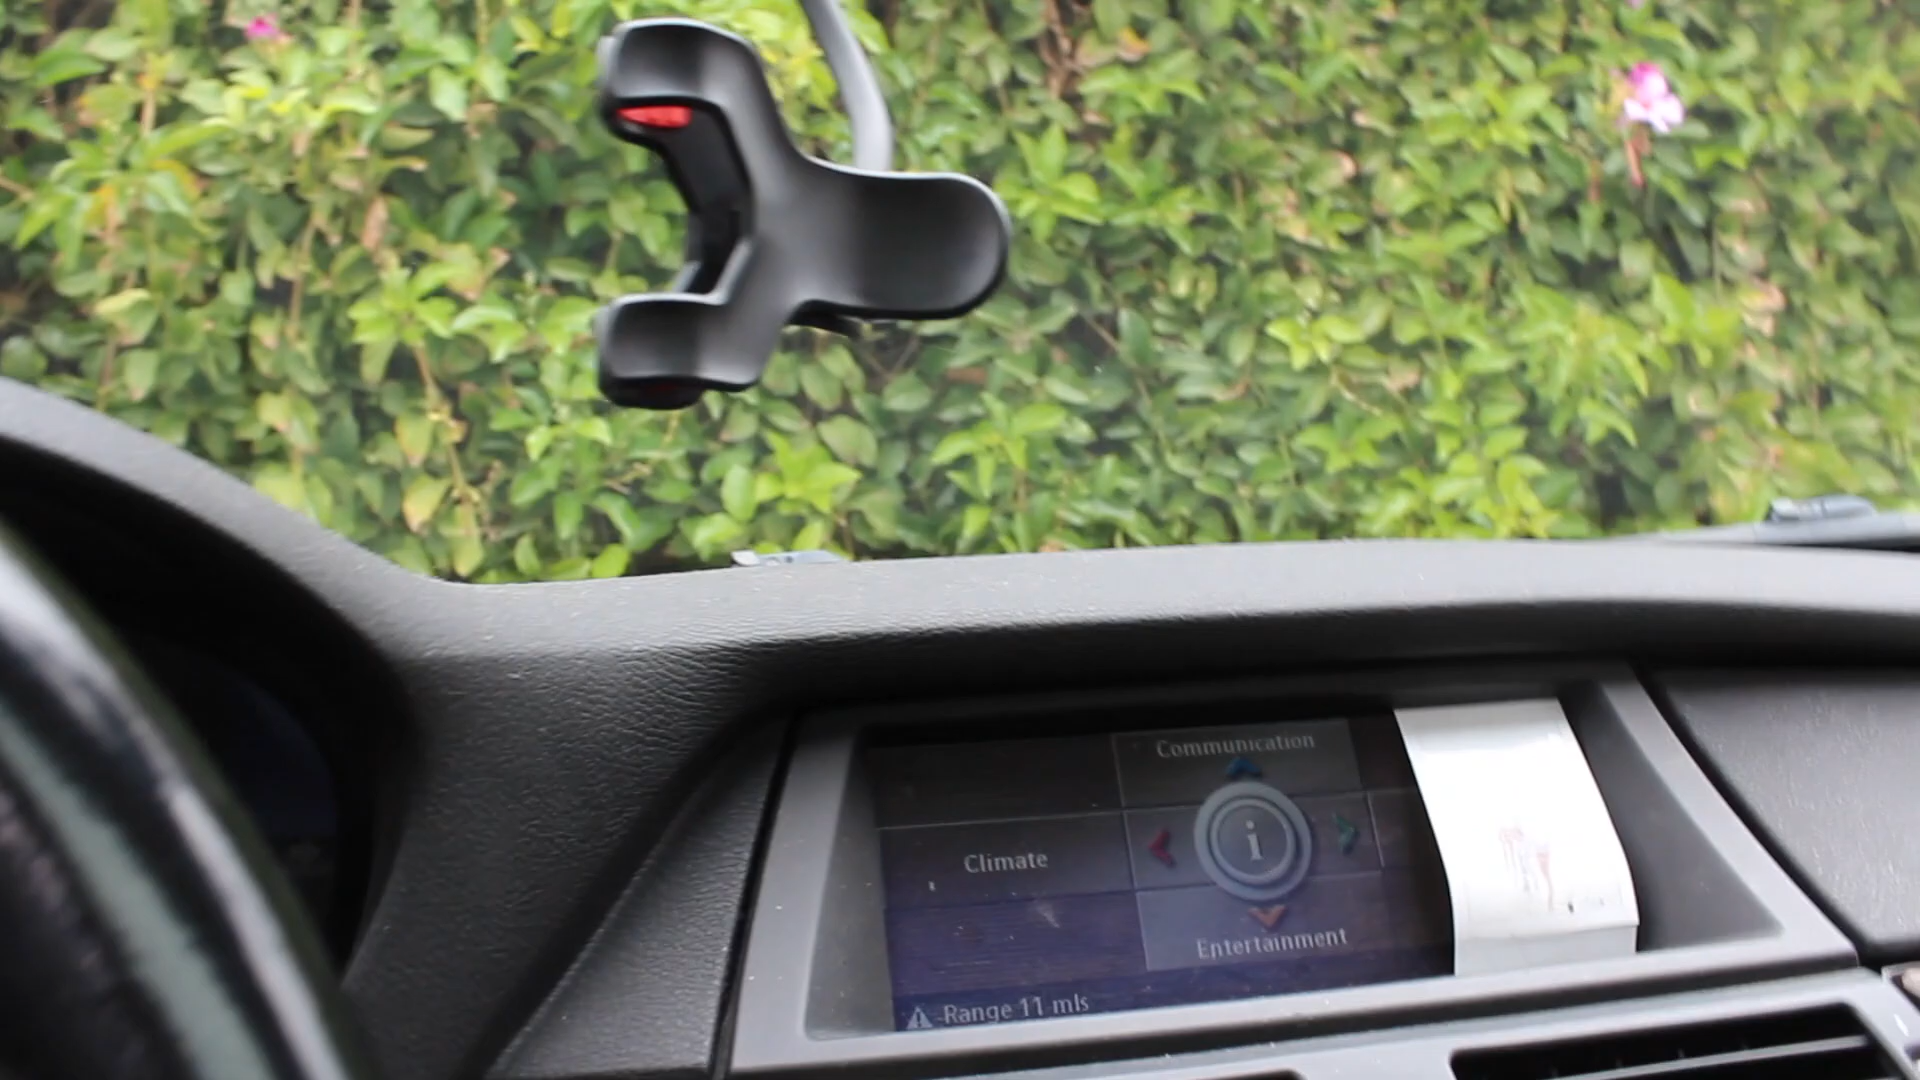 Communication
Climate
i
Entertainment
Range 11 mls